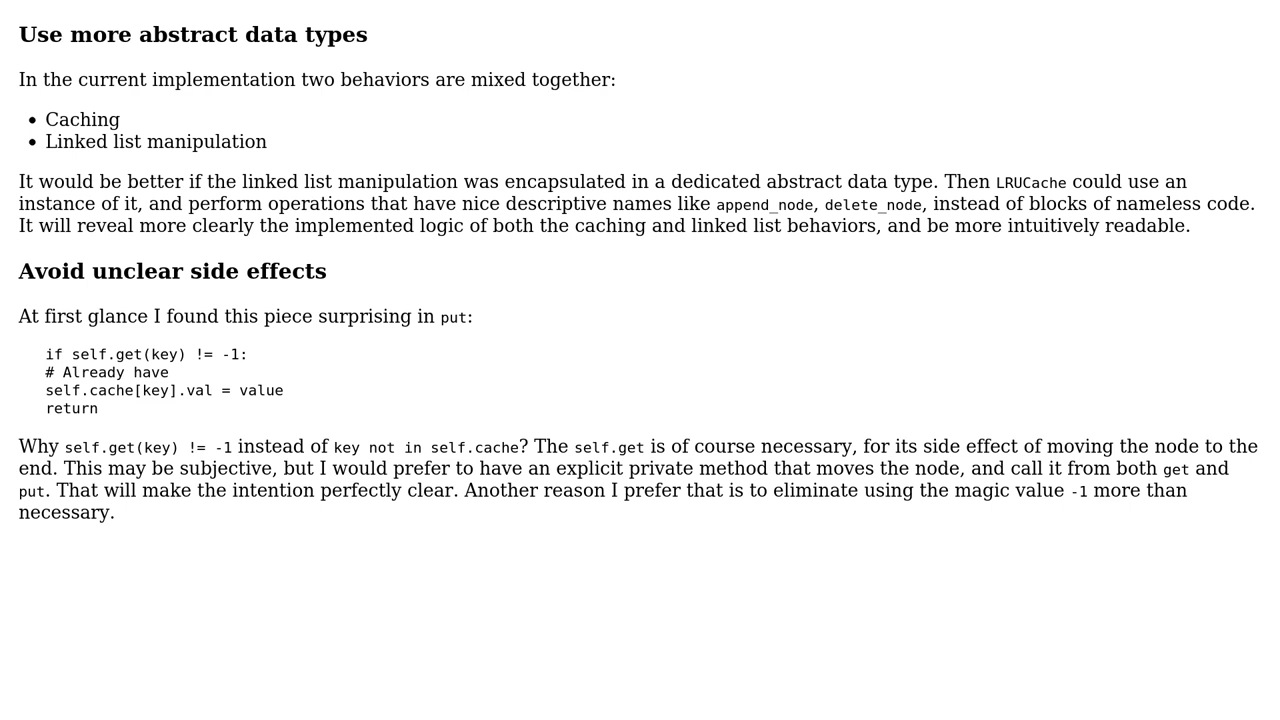 Use more abstract data types
In the current implementation two behaviors are mixed together:
• Caching
• Linked list manipulation
It would be better if the linked list manipulation was encapsulated in a dedicated abstract data type. Then LRUCache could use an
instance of it, and perform operations that have nice descriptive names like append_node, delete_node, instead of blocks of nameless code.
It will reveal more clearly the implemented logic of both the caching and linked list behaviors, and be more intuitively readable.
Avoid unclear side effects
At first glance I found this piece surprising in put:
if self.get(key) != -1:
# Already have
self.cache[key].val = value
return
Why self.get(key) != -1 instead of key not in self.cache? The self.get is of course necessary, for its side effect of moving the node to the
end. This may be subjective, but I would prefer to have an explicit private method that moves the node, and call it from both get and
put. That will make the intention perfectly clear. Another reason I prefer that is to eliminate using the magic value -1 more than
necessary.